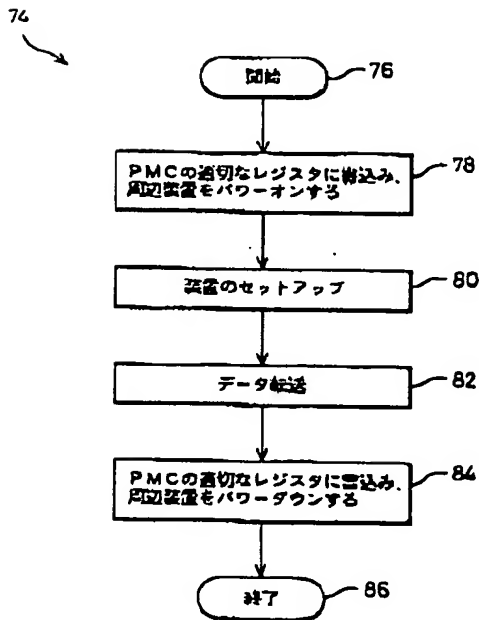 74
開始
76
PMCの適切なレジスタに書込み、
周辺装置をパワーオンする
78
装置のセットアップ
80
データ転送
82
PMCの適切なレジスタに書込み、
周辺装置をパワーダウンする
84
終了
86